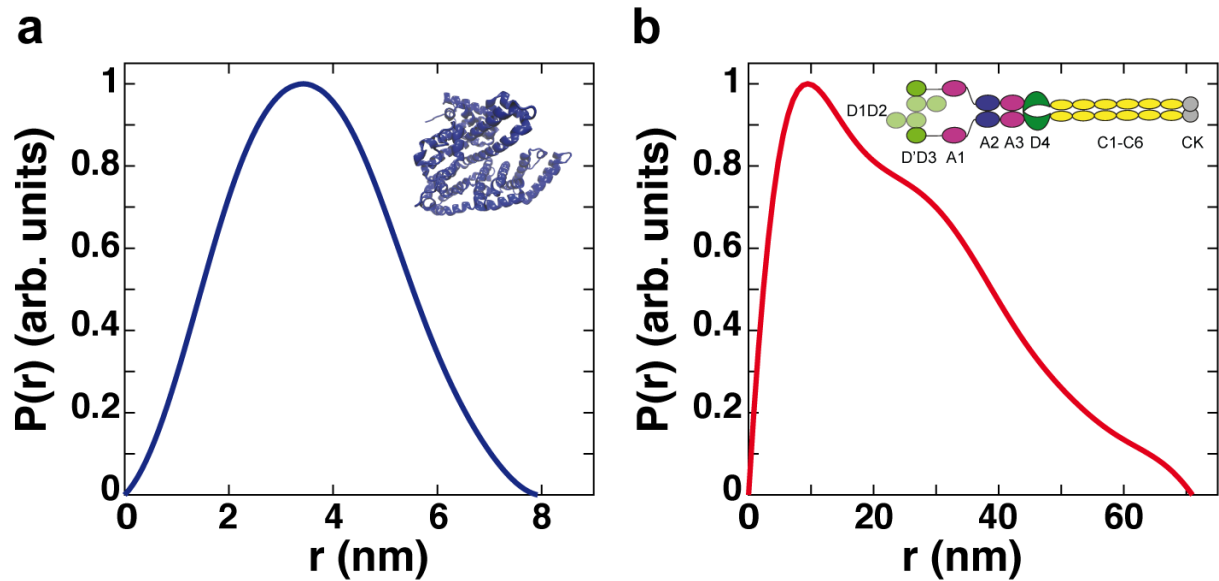 a
P(r) (arb. units)
1
0.8
0.6
0.4
0.2
0
0 2 4 6 8
r (nm)
b
P(r) (arb. units)
1
0.8
0.6
0.4
0.2
0
D1D2
D'D3 A1 A2 A3 D4 C1-C6 CK
0 20 40 60
r (nm)